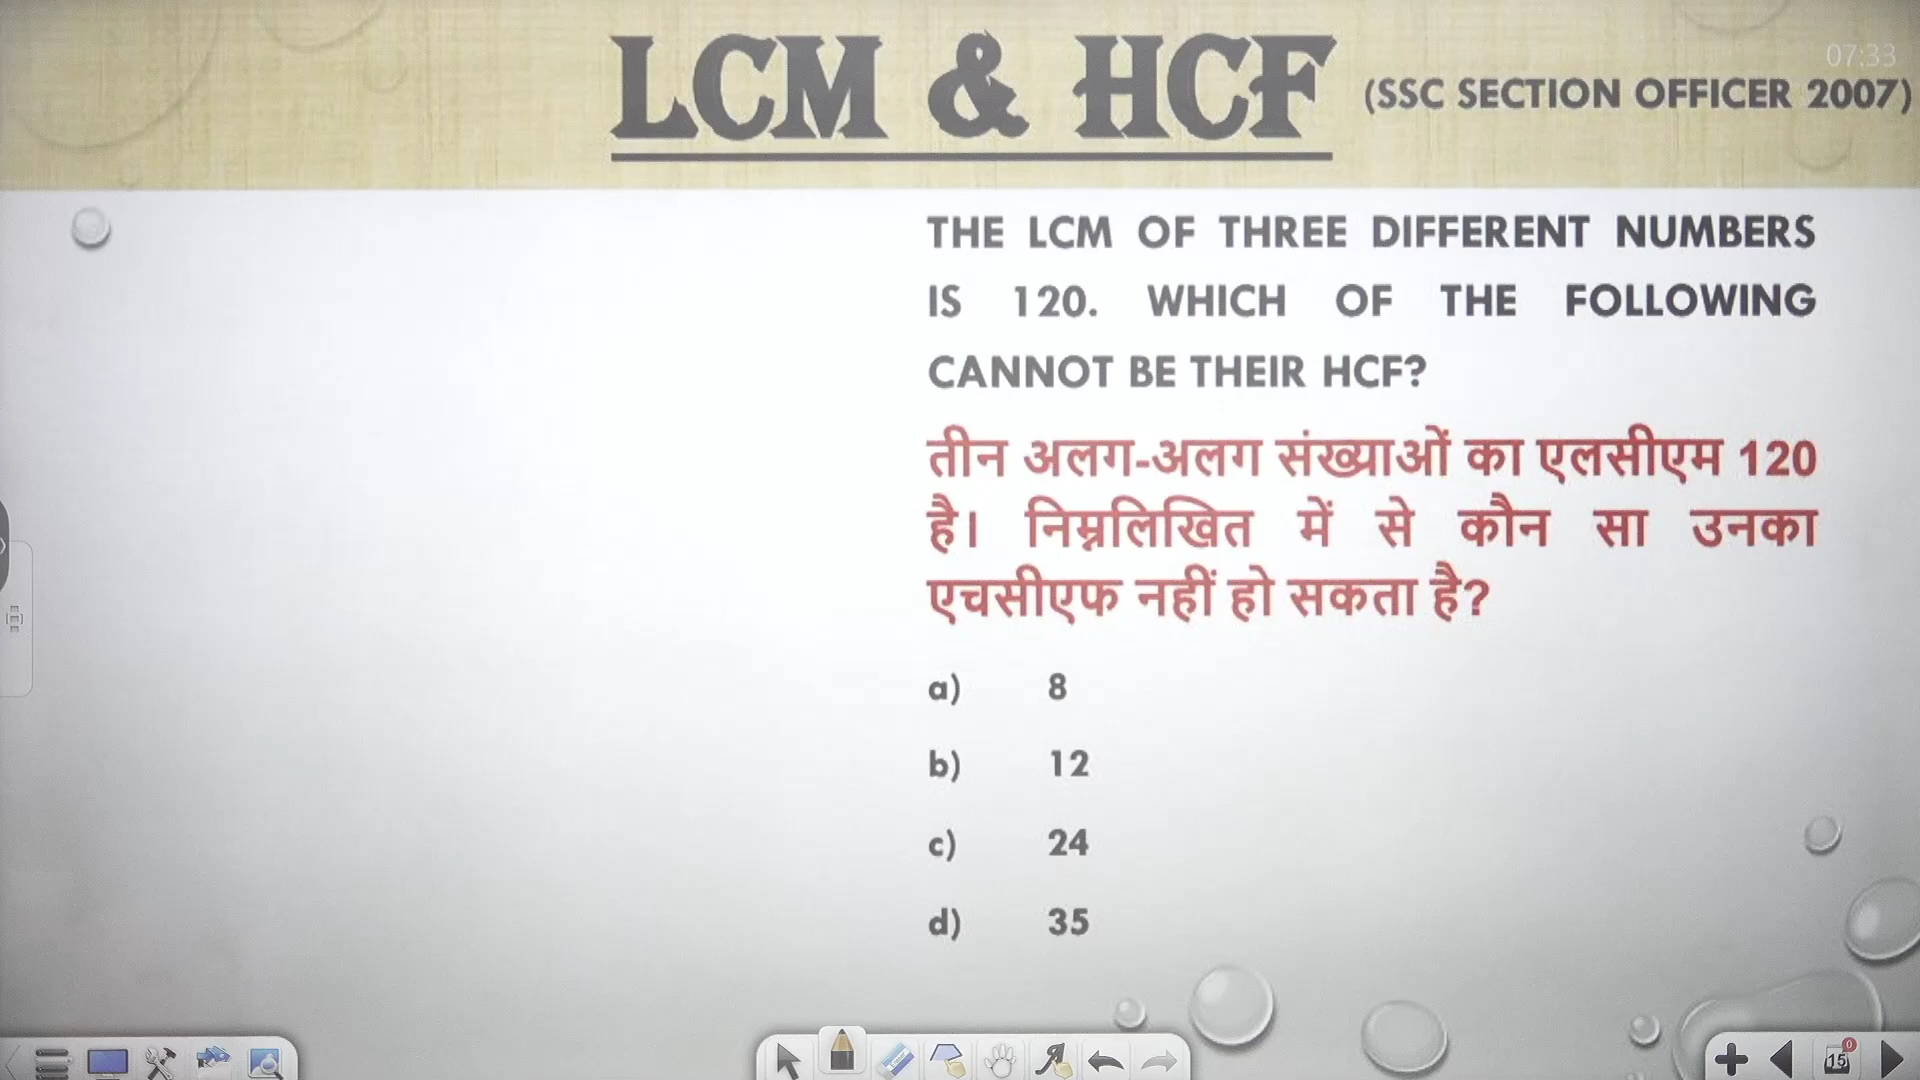 07:33
LCM & HCF (SSC SECTION OFFICER 2007)
THE LCM OF THREE DIFFERENT NUMBERS
IS 120. WHICH OF THE FOLLOWING
CANNOT BE THEIR HCF?
तीन अलग-अलग संख्याओं का एलसीएम 120
है। निम्नलिखित में से कौन सा उनका
एचसीएफ नहीं हो सकता है?
a) 8
b) 12
c) 24
d) 35
15
0